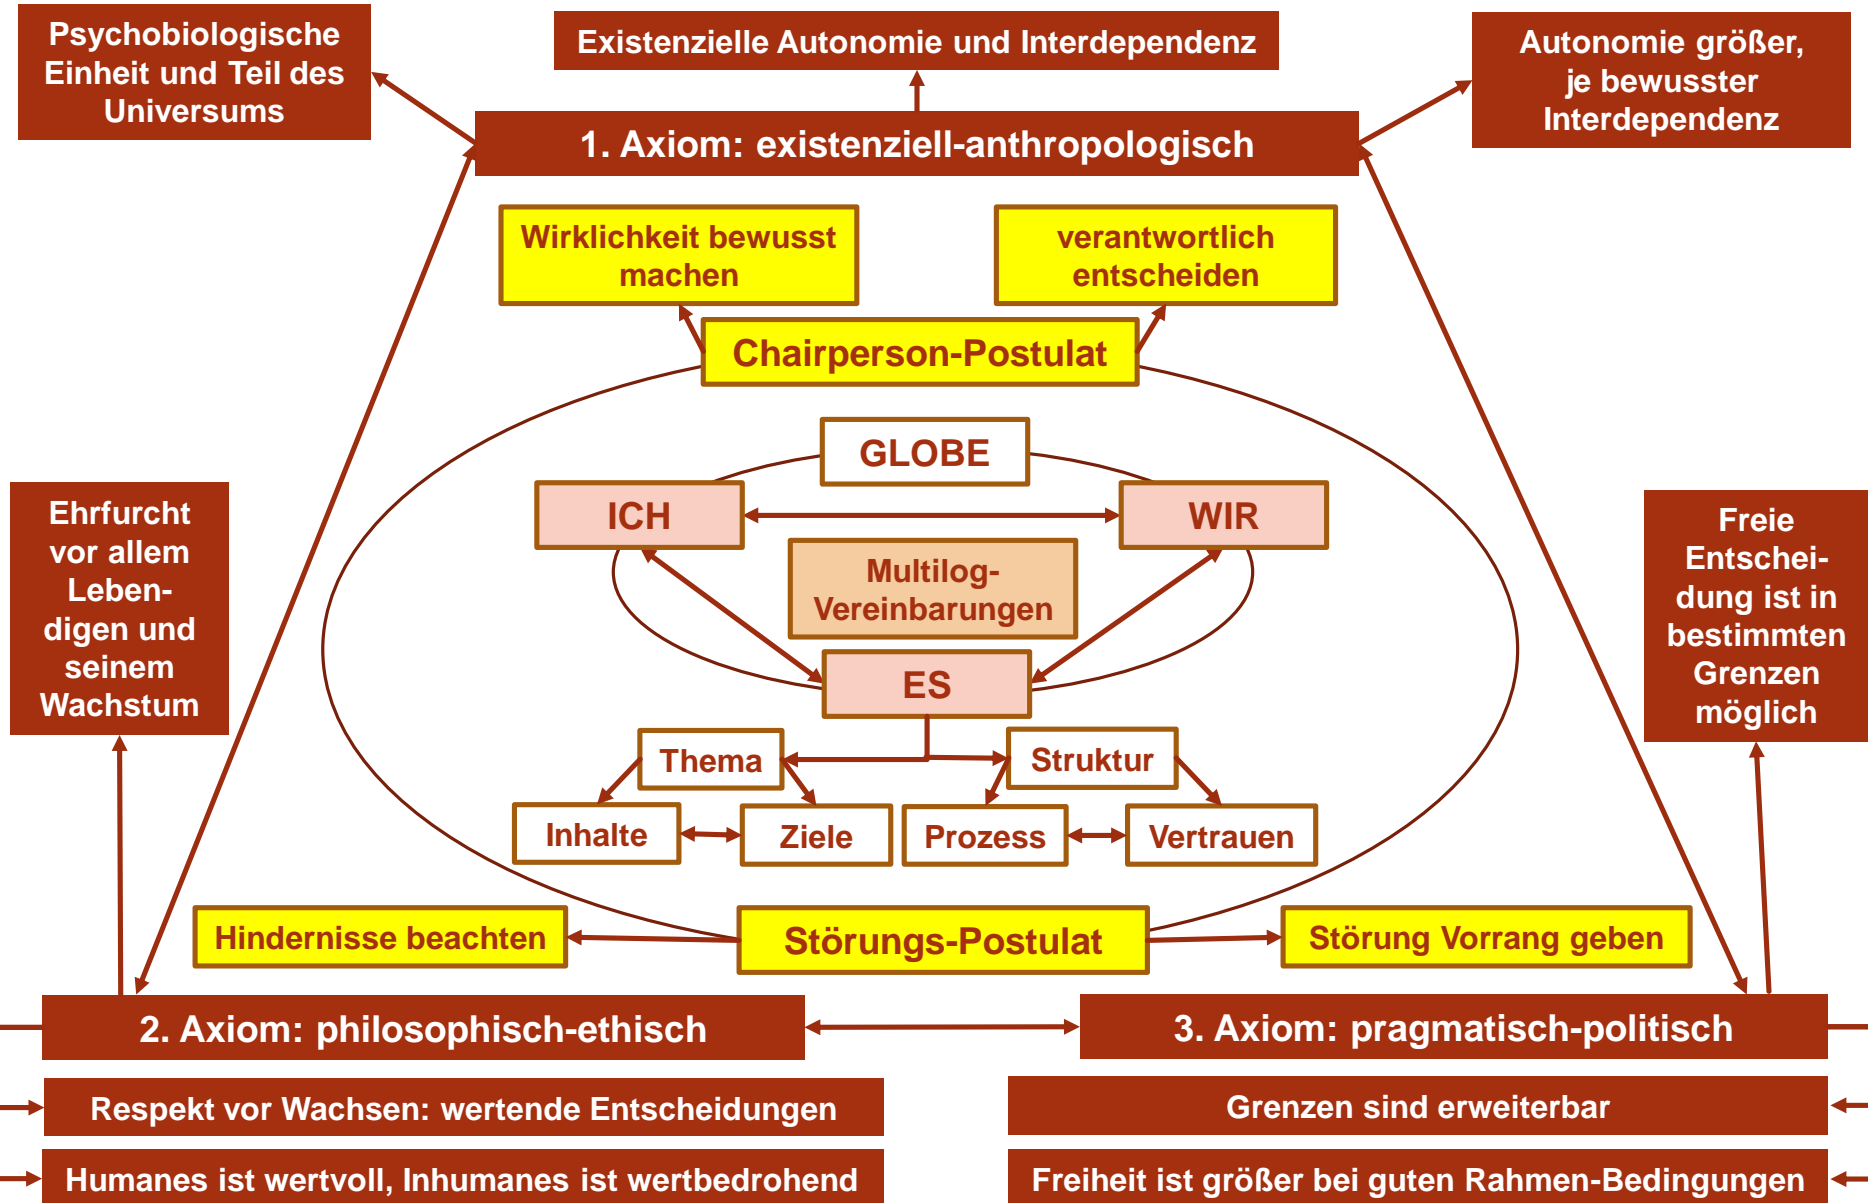 Psychobiologische
Einheit und Teil des
Universums
Existenzielle Autonomie und Interdependenz
Autonomie größer,
je bewusster
Interdependenz
1. Axiom: existenziell-anthropologisch
Wirklichkeit bewusst
machen
verantwortlich
entscheiden
Chairperson-Postulat
GLOBE
ICH
WIR
Multilog-
Vereinbarungen
ES
Ehrfurcht
vor allem
Leben-
digen und
seinem
Wachstum
Freie
Entschei-
dung ist in
bestimmten
Grenzen
möglich
Thema
Struktur
Inhalte
Ziele
Prozess
Vertrauen
Hindernisse beachten
Störungs-Postulat
Störung Vorrang geben
2. Axiom: philosophisch-ethisch
3. Axiom: pragmatisch-politisch
Respekt vor Wachsen: wertende Entscheidungen
Grenzen sind erweiterbar
Humanes ist wertvoll, Inhumanes ist wertbedrohend
Freiheit ist größer bei guten Rahmen-Bedingungen